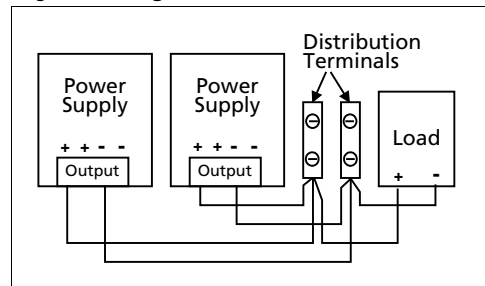 Distribution
Terminals
Power
Supply
+ + - -
Output
Power
Supply
+ + - -
Output
Load
+ -